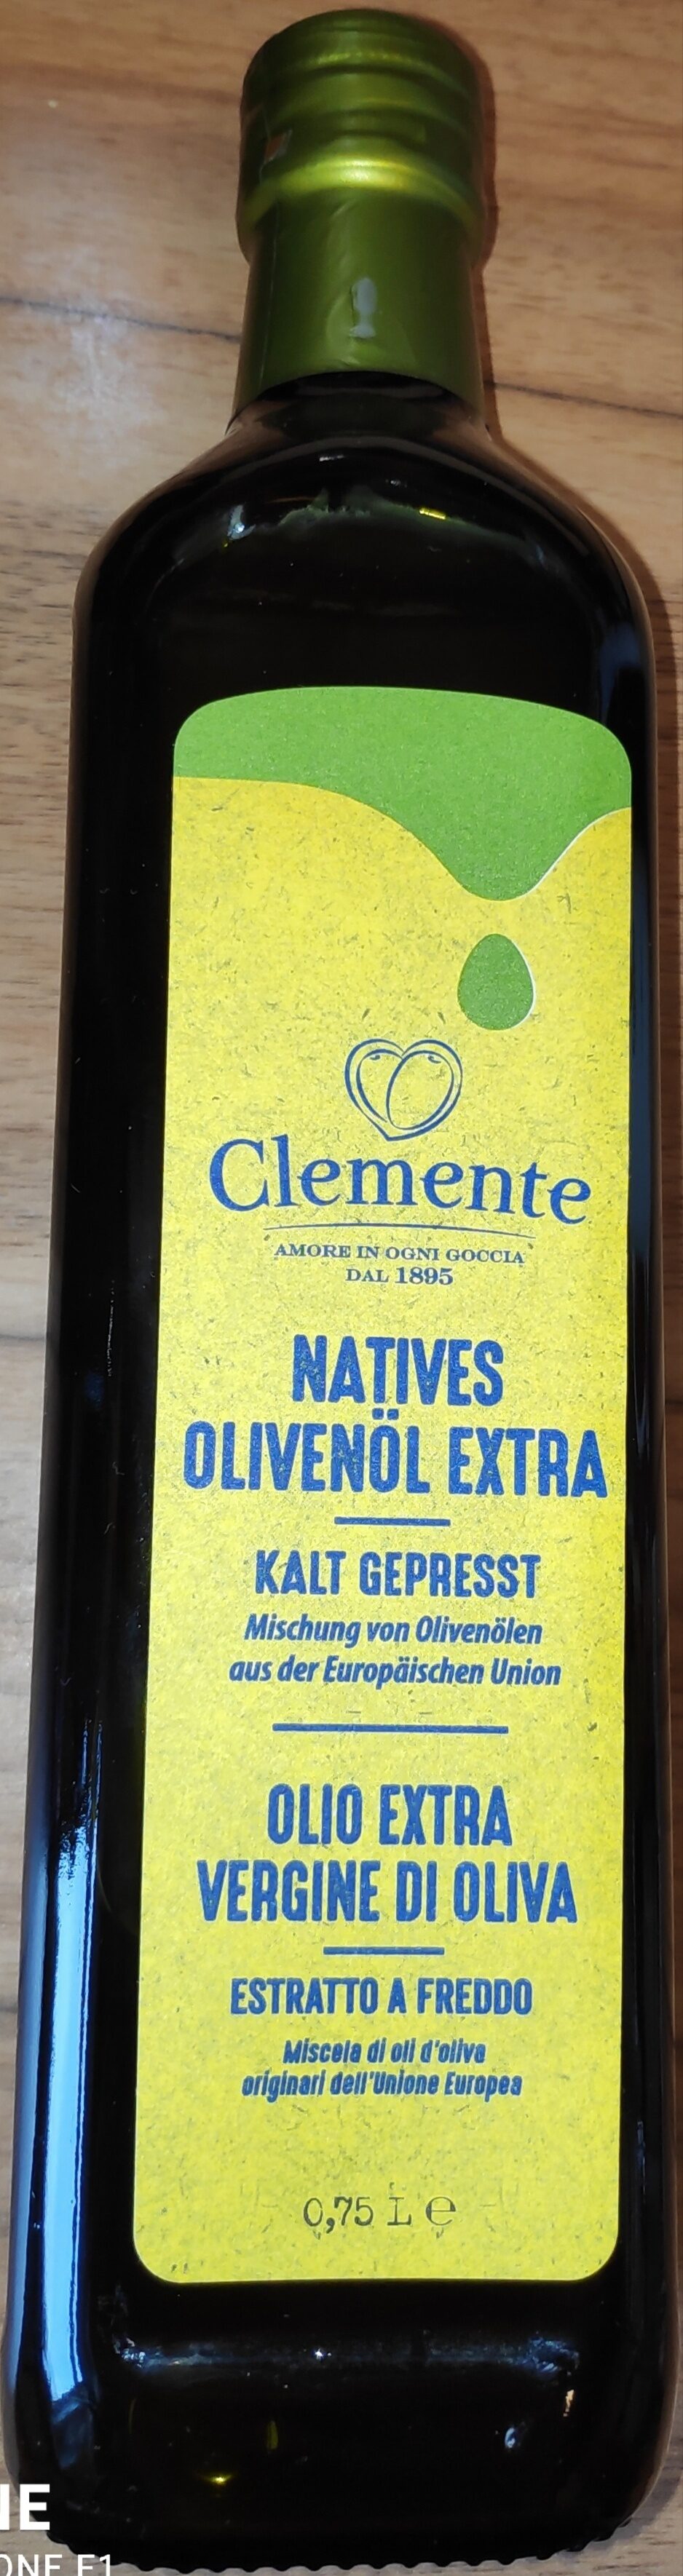 Clemente
AMORE IN OGNI GOCCIA
DAL 1895
NATIVES
OLIVENÖL EXTRA
KALT GEPRESST
Mischung von Olivenölen
aus der Europäischen Union
OLIO EXTRA
VERGINE DI OLIVA
ESTRATTO A FREDDO
Miscela di oli d'oliva
originari dell'Unione Europea
0,75 L ℮